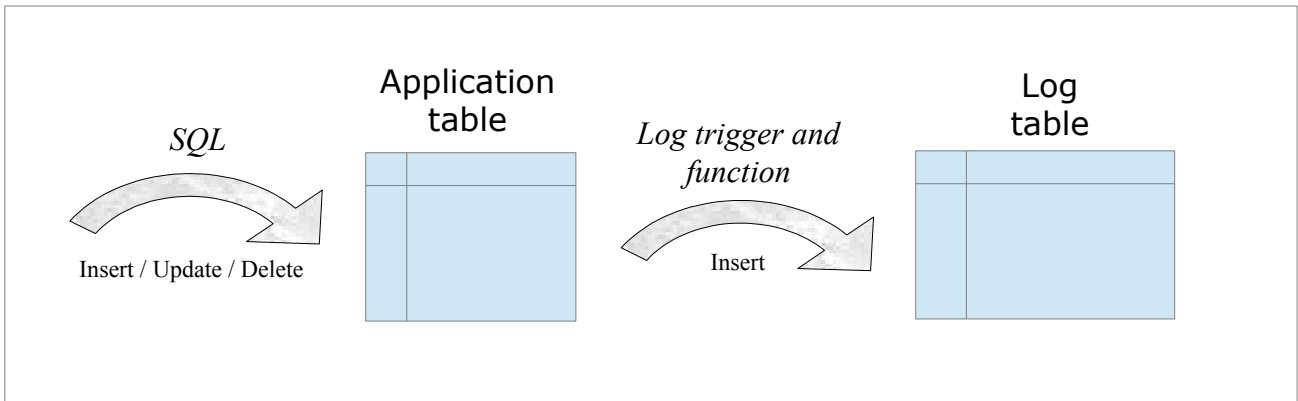 SQL
Insert / Update / Delete
Application
table
Log trigger and
function
Insert
Log
table